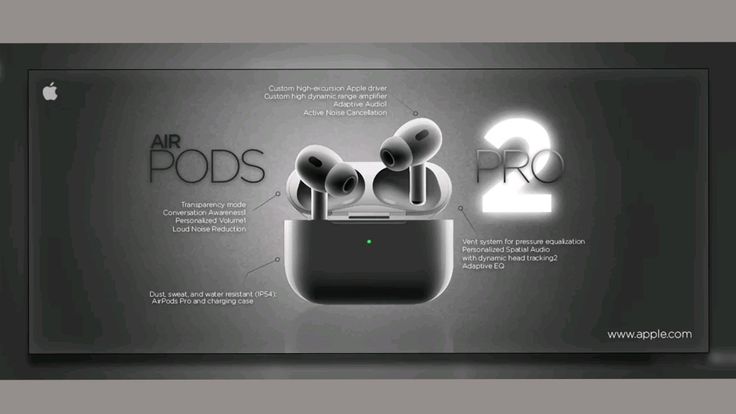 Custom high-excursion Apple driver
Custom high dynamic range amplifier
Adaptive Audio1
Active Noise Cancellation
AIR
PODS
PRO
2
Transparency mode
Conversation Awareness1
Personalized Volume1
Loud Noise Reduction
Vent system for pressure equalization
Personalized Spatial Audio
with dynamic head tracking2
Adaptive EQ
Dust, sweat, and water resistant (IP54):
AirPods Pro and charging case
www.apple.com